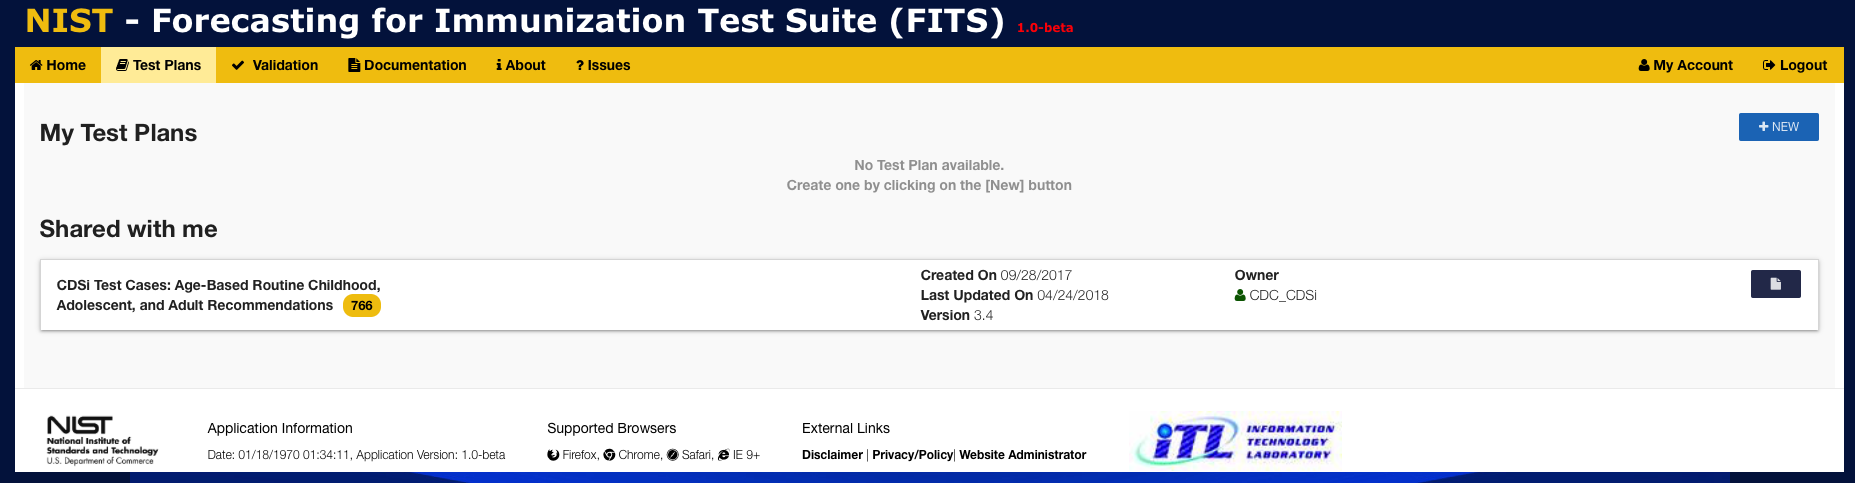 NIST - Forecasting for Immunization Test Suite (FITS) 1.0-beta
Home Test Plans Validation Documentation About Issues My Account Logout
My Test Plans
NEW
No Test Plan available.
Create one by clicking on the [New] button
Shared with me
CDSi Test Cases: Age-Based Routine Childhood,
Adolescent, and Adult Recommendations 766
Created On 09/28/2017
Last Updated On 04/24/2018
Version 3.4
Owner
CDC_CDSi
NIST
National Institute of
Standards and Technology
U.S. Department of Commerce
Application Information
Date: 01/18/1970 01:34:11, Application Version: 1.0-beta
Supported Browsers
Firefox, Chrome, Safari, IE 9+
External Links
Disclaimer | Privacy/Policy| Website Administrator
iTL
INFORMATION
TECHNOLOGY
LABORATORY